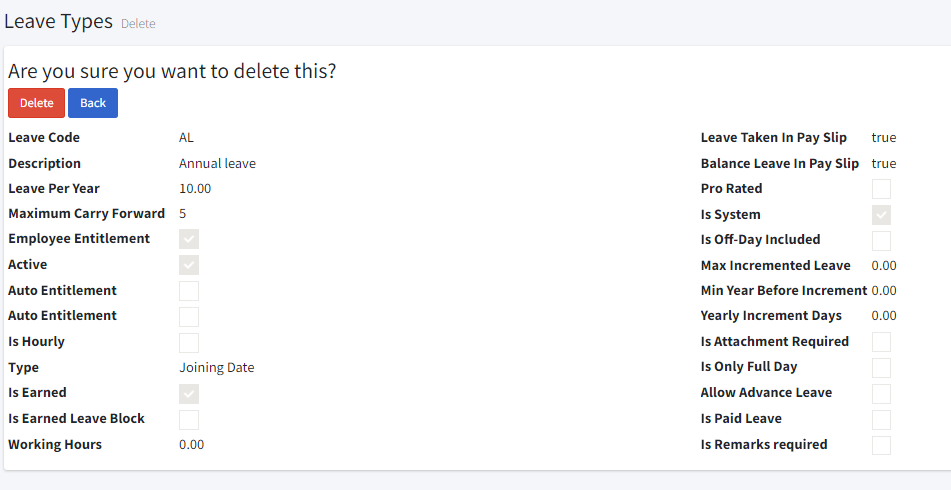 Leave Types Delete
Are you sure you want to delete this?
Delete Back
Leave Code AL
Description Annual leave
Leave Per Year 10.00
Maximum Carry Forward 5
Employee Entitlement
Active
Auto Entitlement
Auto Entitlement
Is Hourly
Type Joining Date
Is Earned
Is Earned Leave Block
Working Hours 0.00
Leave Taken In Pay Slip true
Balance Leave In Pay Slip true
Pro Rated
Is System
Is Off-Day Included
Max Incremented Leave 0.00
Min Year Before Increment 0.00
Yearly Increment Days 0.00
Is Attachment Required
Is Only Full Day
Allow Advance Leave
Is Paid Leave
Is Remarks required